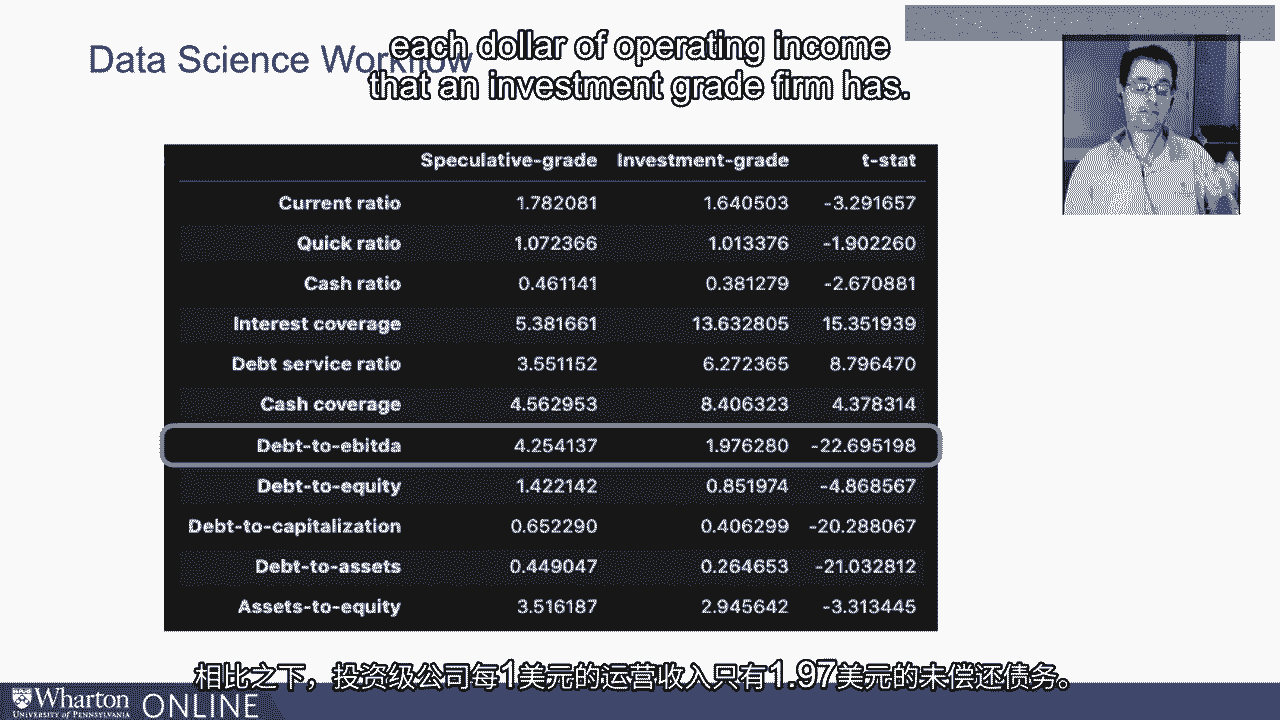 each dollar of operating income
that an investment grade firm has.
Data Science Workflow
Speculative-grade Investment-grade t-stat
Current ratio 1.782081 1.640503 -3.291657
Quick ratio 1.072366 1.013376 -1.902260
Cash ratio 0.461141 0.381279 -2.670881
Interest coverage 5.381661 13.632805 15.351939
Debt service ratio 3.551152 6.272365 8.796470
Cash coverage 4.562953 8.406323 4.378314
Debt-to-ebitda 4.254137 1.976280 -22.695198
Debt-to-equity 1.422142 0.851974 -4.868567
Debt-to-capitalization 0.652290 0.406299 -20.288067
Debt-to-assets 0.449047 0.264653 -21.032812
Assets-to-equity 3.516187 2.945642 -3.313445
相比之下，投资级公司每1美元的运营收入只有1.97美元的未偿还债务。
Wharton ONLINE
UNIVERSITY of PENNSYLVANIA